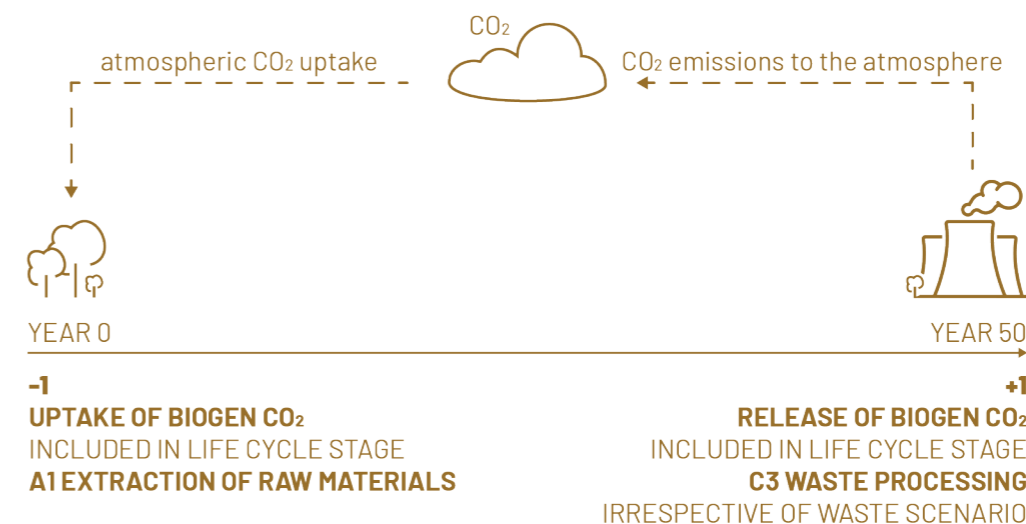 CO₂
atmospheric CO₂ uptake
CO₂ emissions to the atmosphere
YEAR 0
YEAR 50
-1
UPTAKE OF BIOGEN CO₂
INCLUDED IN LIFE CYCLE STAGE
A1 EXTRACTION OF RAW MATERIALS
+1
RELEASE OF BIOGEN CO₂
INCLUDED IN LIFE CYCLE STAGE
C3 WASTE PROCESSING
IRRESPECTIVE OF WASTE SCENARIO